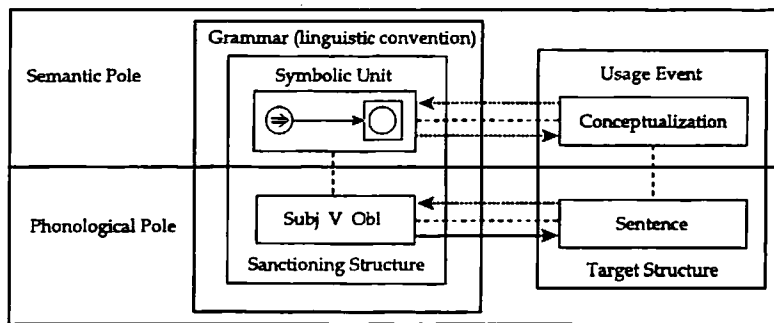 Grammar (linguistic convention)
Semantic Pole
Symbolic Unit
Usage Event
Conceptualization
Phonological Pole
Subj V Obl
Sentence
Sanctioning Structure
Target Structure